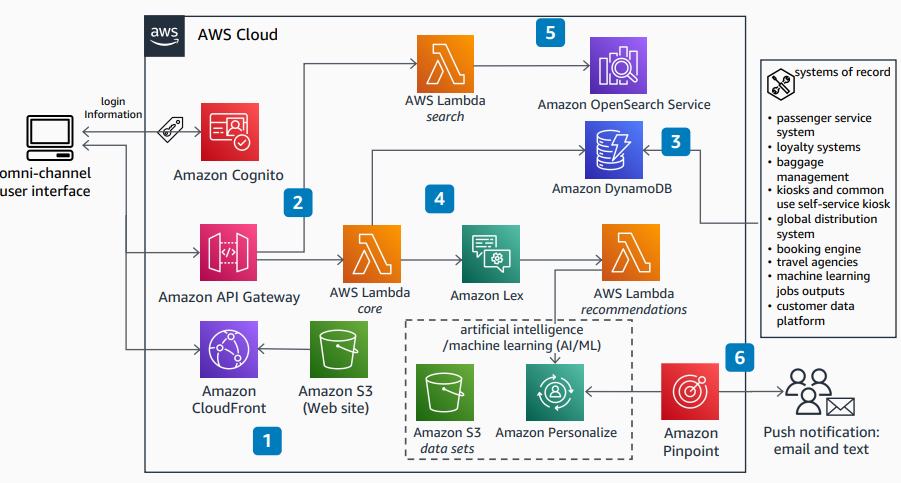 aws
AWS Cloud
5
AWS Lambda
search
Amazon OpenSearch Service
systems of record
• passenger service
system
• loyalty systems
• baggage
management
• kiosks and common
use self-service kiosk
• global distribution
system
• booking engine
• travel agencies
• machine learning
jobs outputs
• customer data
platform
login
Information
omni-channel
user interface
Amazon Cognito
Amazon DynamoDB
3
2
4
Amazon API Gateway
AWS Lambda
core
Amazon Lex
AWS Lambda
recommendations
artificial intelligence
/machine learning (AI/ML)
Amazon
CloudFront
Amazon S3
(Web site)
1
Amazon S3
data sets
Amazon Personalize
Amazon
Pinpoint
6
Push notification:
email and text